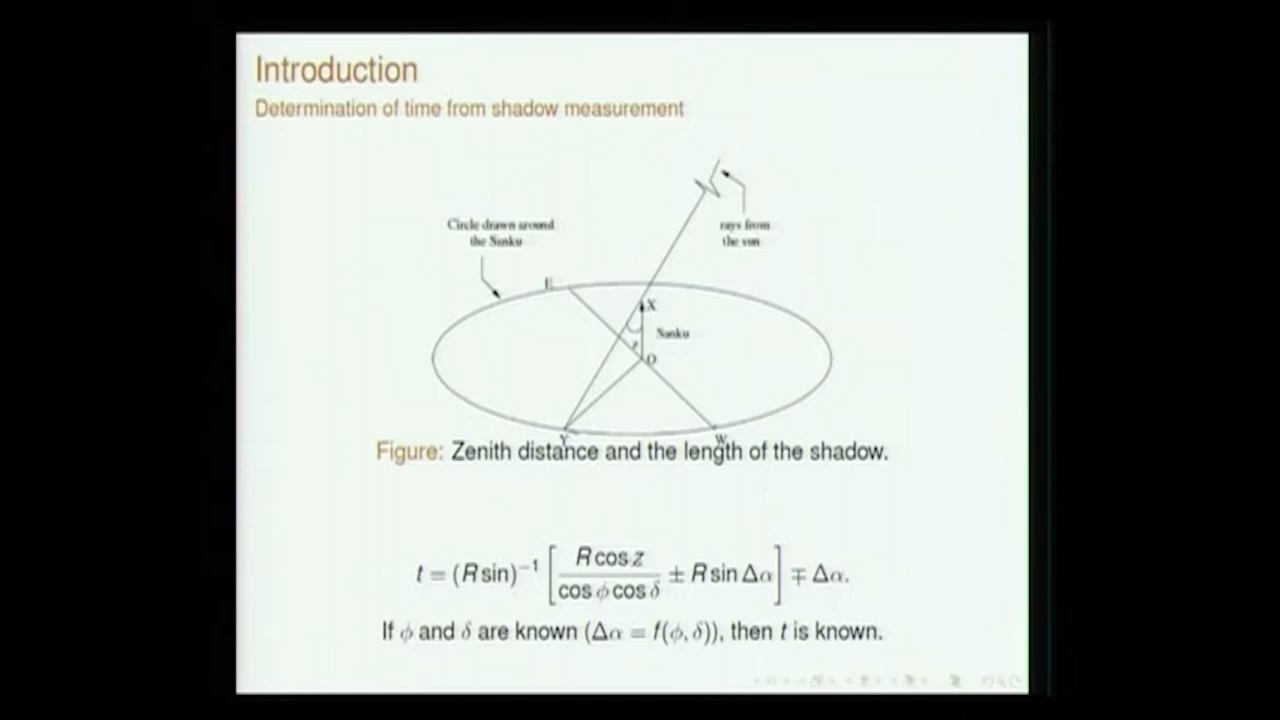 Introduction
Determination of time from shadow measurement
Circle drawn around
the Sanku
rays from
the sun
E
X
Sanku
z
O
Y
W
Figure: Zenith distance and the length of the shadow.
t = (R sin)⁻¹ [ R cos z / cos ϕ cos δ ± R sin Δα ] ∓ Δα.
If ϕ and δ are known (Δα = f(ϕ, δ)), then t is known.